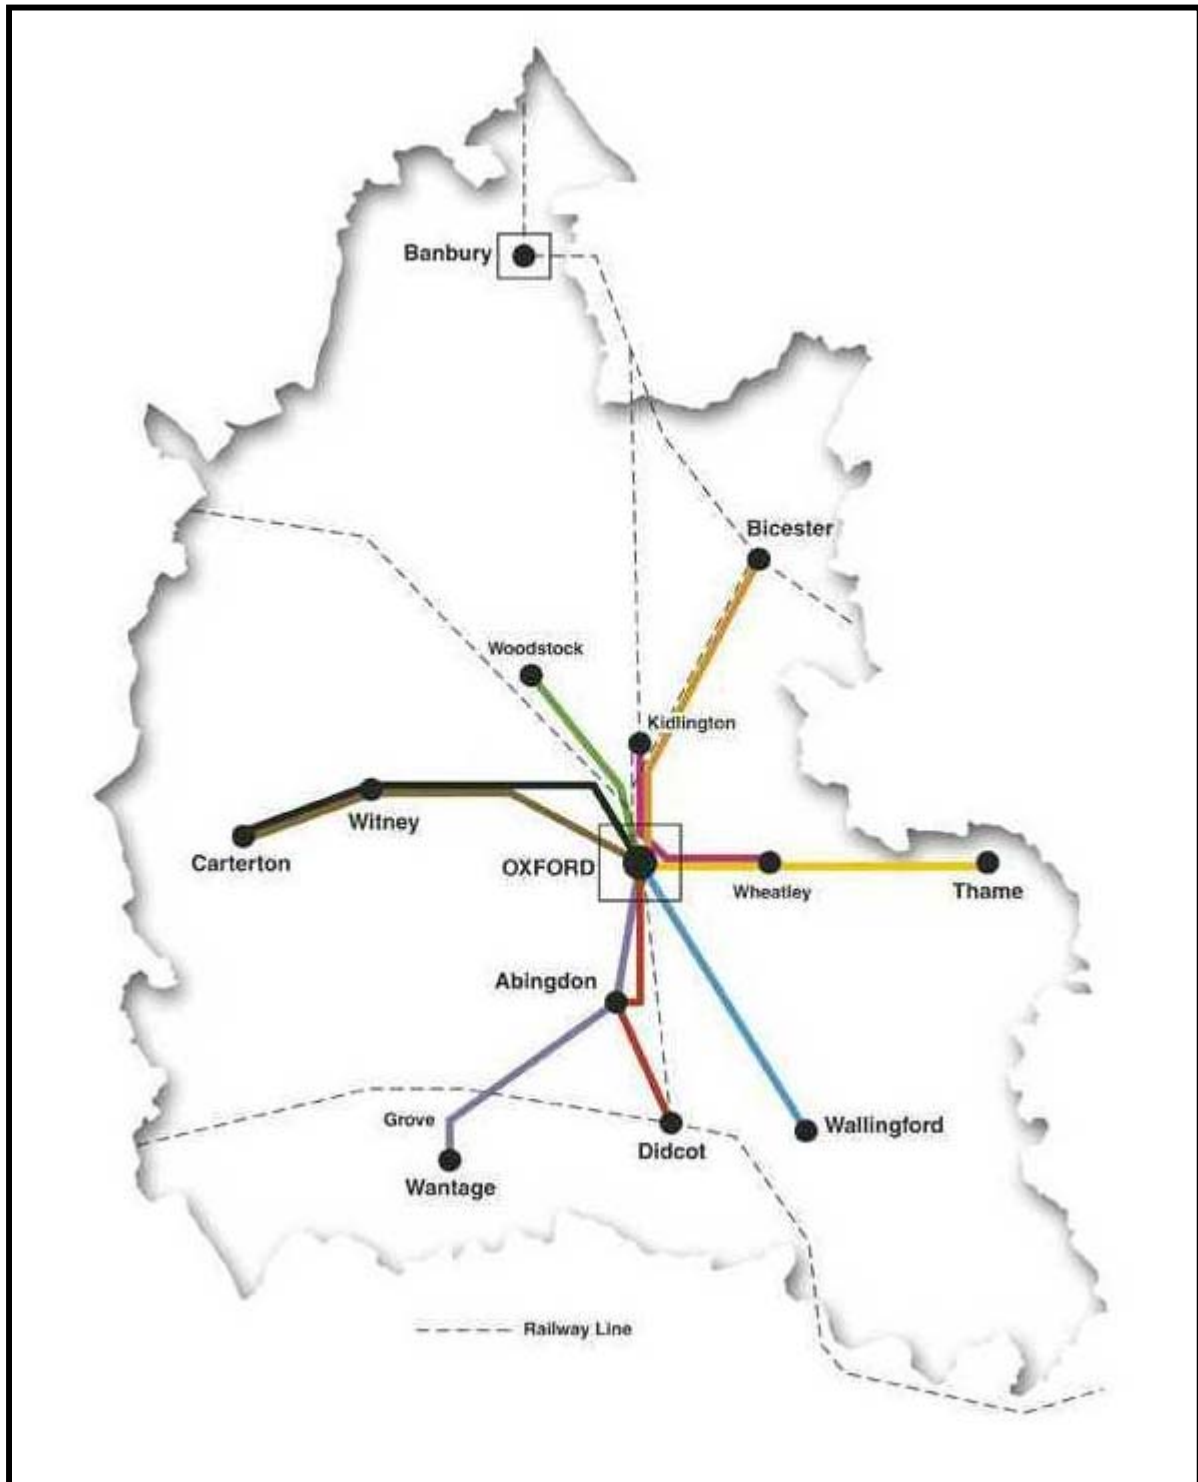 Banbury
Bicester
Woodstock
Kidlington
Witney
Carterton
OXFORD
Wheatley
Thame
Abingdon
Grove
Wallingford
Didcot
Wantage
Railway Line